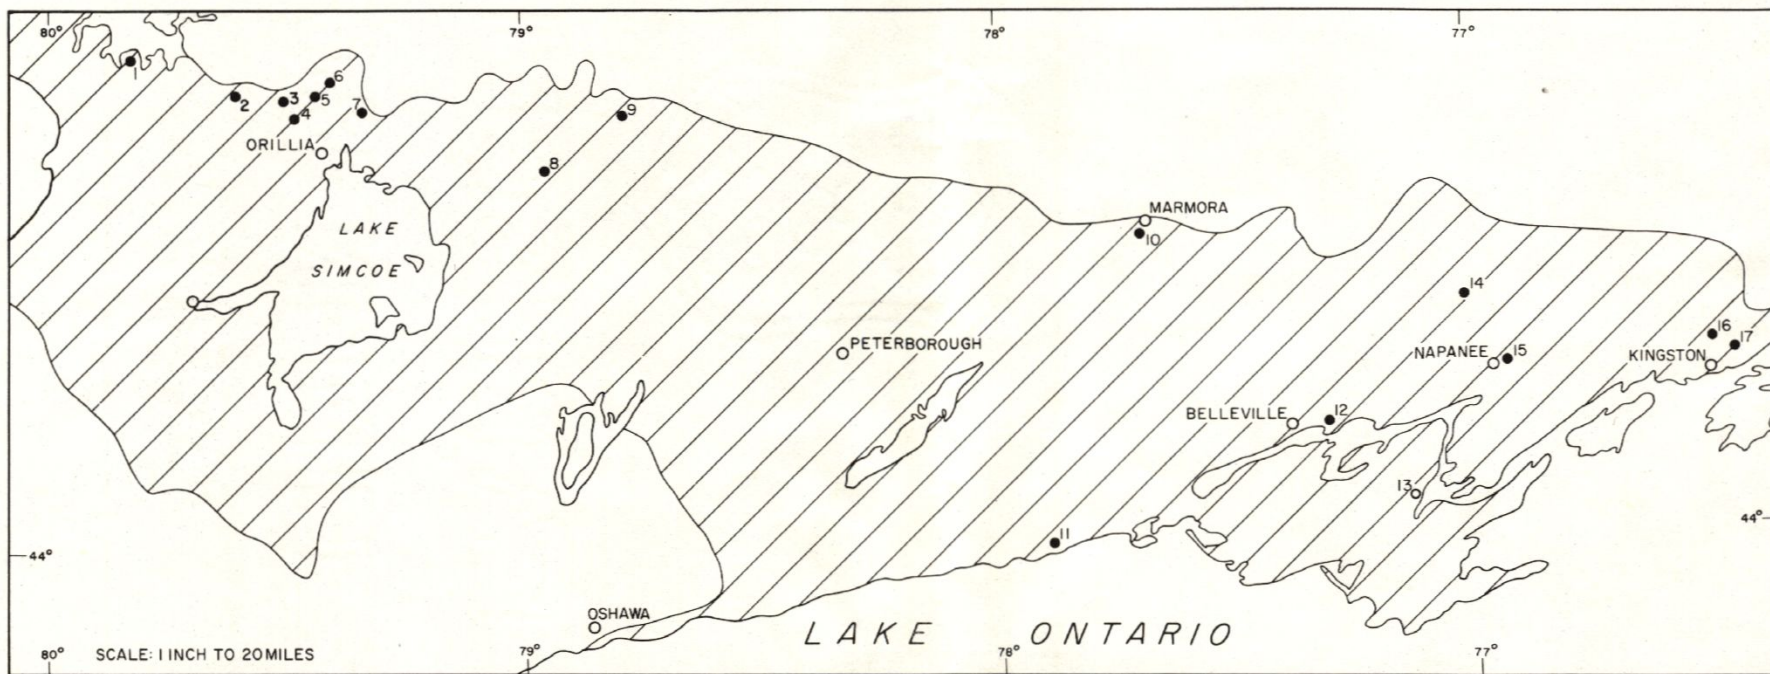 80° 79° 78° 77°
1
2
3
4
5
6
7
8
9
ORILLIA
LAKE
SIMCOE
MARMORA
10
14
16
17
PETERBOROUGH
NAPANEE
15
KINGSTON
BELLEVILLE
12
13
11
44°
44°
OSHAWA
LAKE ONTARIO
SCALE: 1 INCH TO 20 MILES
80° 79° 78° 77°